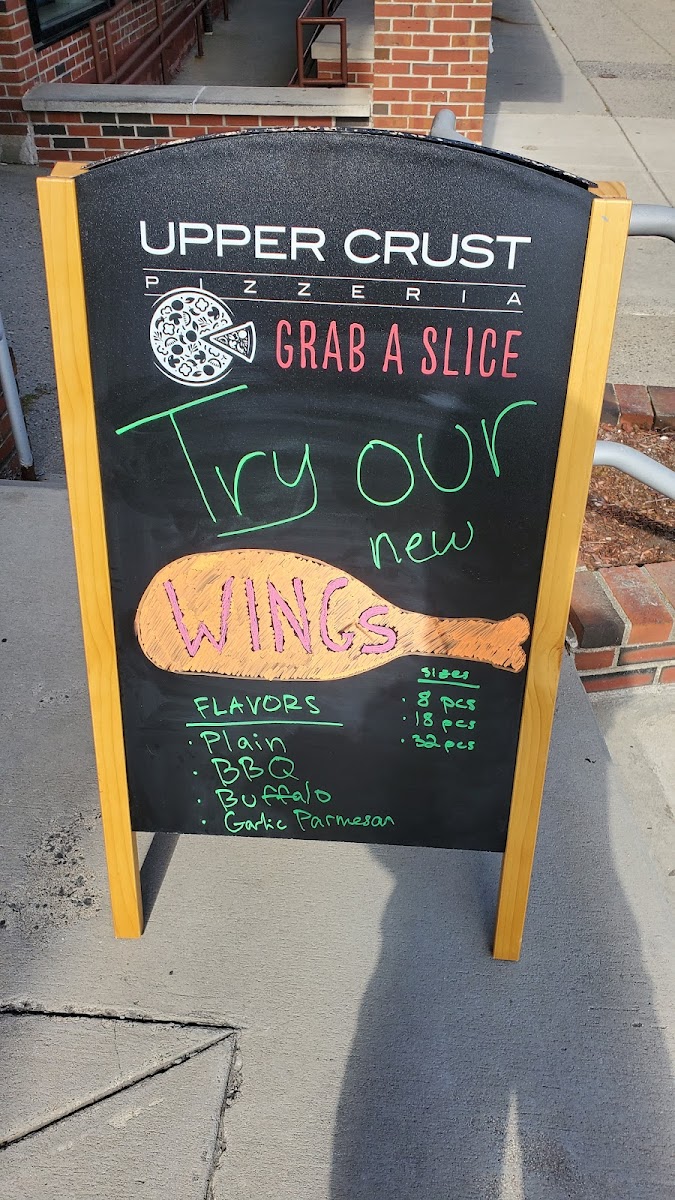 UPPER CRUST
PIZZERIA
GRAB A SLICE
Try our
new
WINGs
FLAVORS
· Plain
· BBQ
· Buffalo
· Garlic Parmesan
sizes
· 8 pcs
· 18 pcs
· 32 pcs